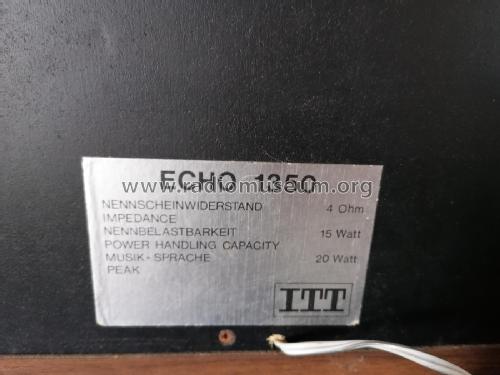 ECHO 1350
www.radiomuseum.org
NENNSCHEINWIDERSTAND 4 Ohm
IMPEDANCE
NENNBELASTBARKEIT 15 Watt
POWER HANDLING CAPACITY
MUSIK-SPRACHE 20 Watt
PEAK
ITT